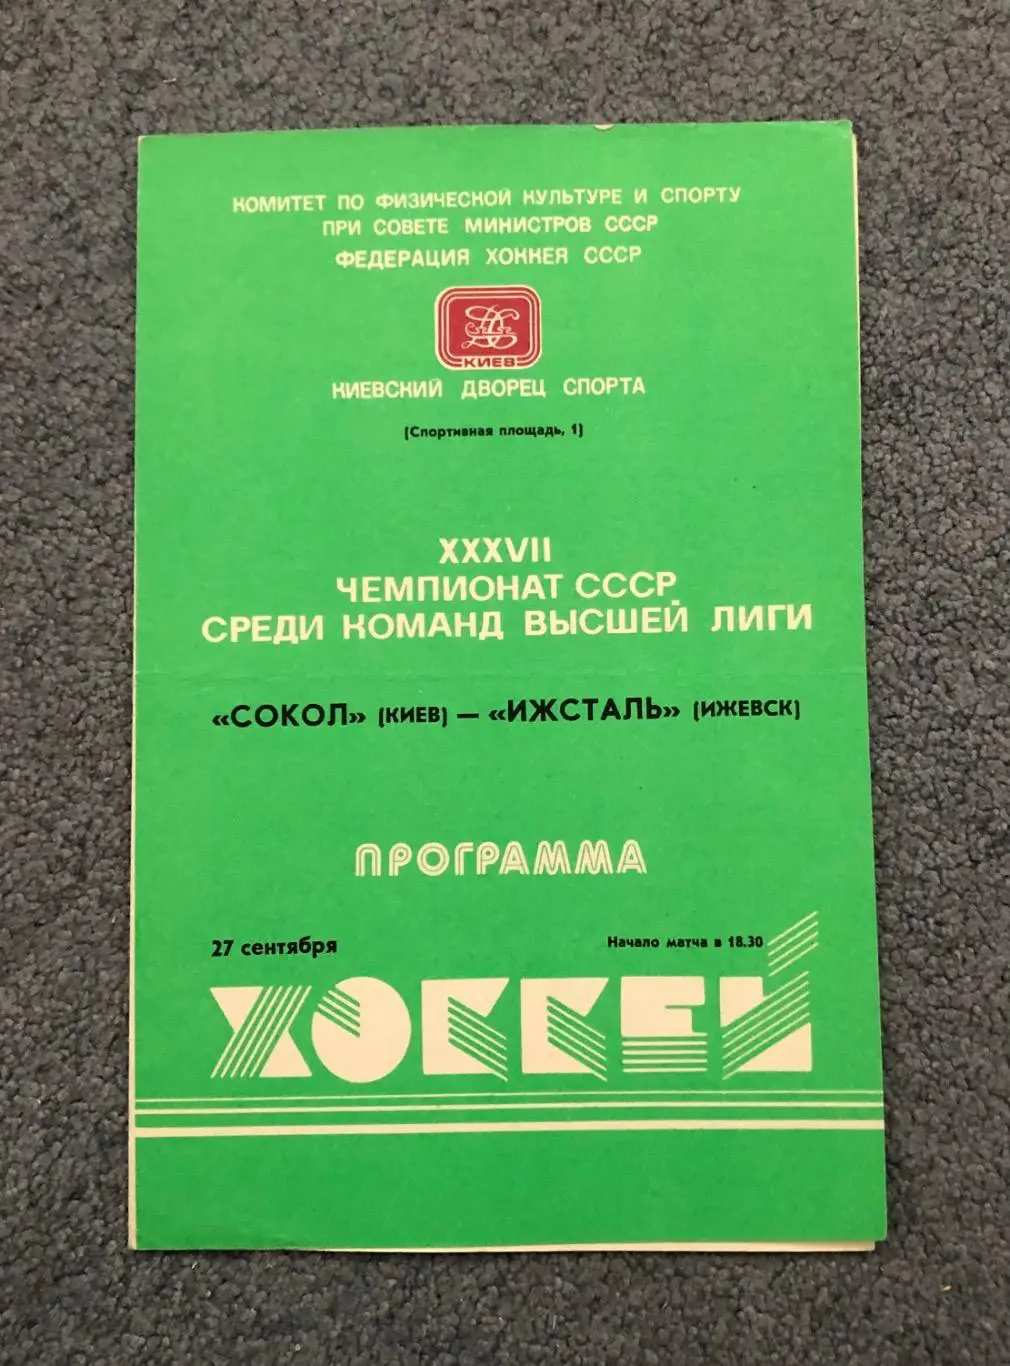 КОМИТЕТ ПО ФИЗИЧЕСКОЙ КУЛЬТУРЕ И СПОРТУ
ПРИ СОВЕТЕ МИНИСТРОВ СССР
ФЕДЕРАЦИЯ ХОККЕЯ СССР
КИЕВ
КИЕВСКИЙ ДВОРЕЦ СПОРТА
(Спортивная площадь, 1)
XXXVII
ЧЕМПИОНАТ СССР
СРЕДИ КОМАНД ВЫСШЕЙ ЛИГИ
«СОКОЛ» (КИЕВ) — «ИЖСТАЛЬ» (ИЖЕВСК)
ПРОГРАММА
27 сентября Начало матча в 18.30
ХОККЕЙ